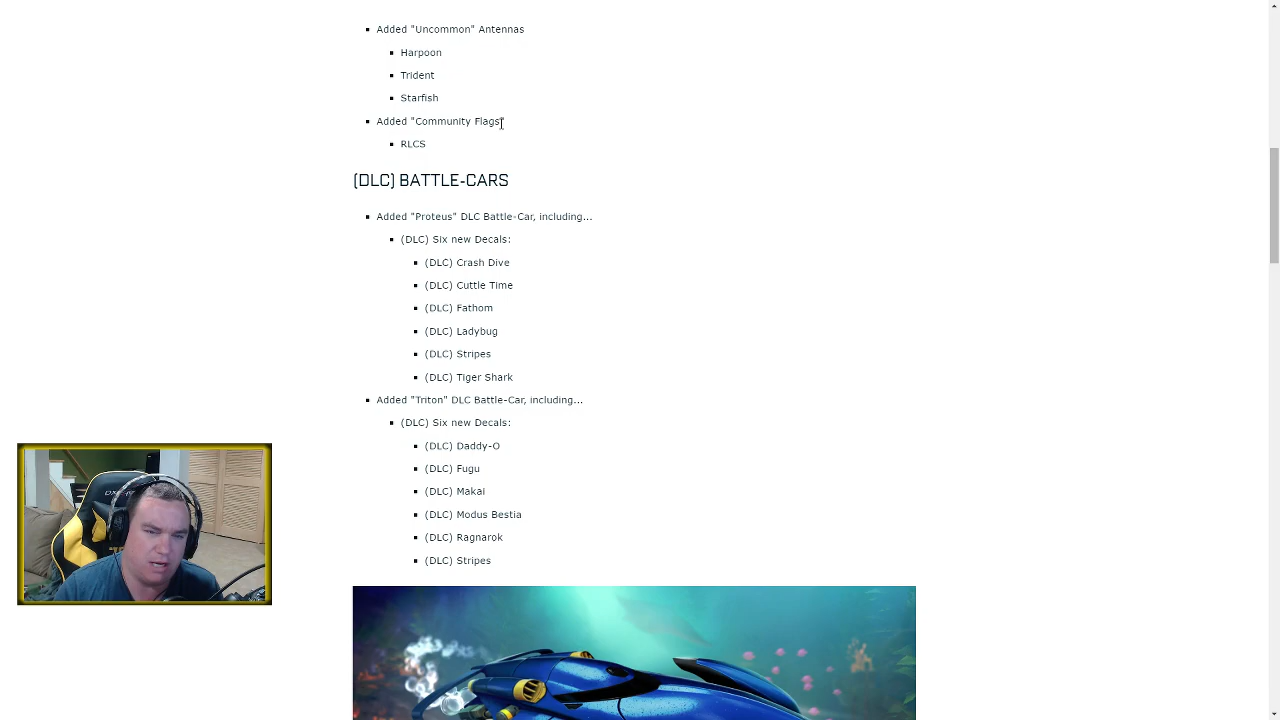 Added "Uncommon" Antennas
Harpoon
Trident
Starfish
Added "Community Flags"
RLCS
(DLC) BATTLE-CARS
Added "Proteus" DLC Battle-Car, including...
(DLC) Six new Decals:
(DLC) Crash Dive
(DLC) Cuttle Time
(DLC) Fathom
(DLC) Ladybug
(DLC) Stripes
(DLC) Tiger Shark
Added "Triton" DLC Battle-Car, including...
(DLC) Six new Decals:
(DLC) Daddy-O
(DLC) Fugu
(DLC) Makai
(DLC) Modus Bestia
(DLC) Ragnarok
(DLC) Stripes